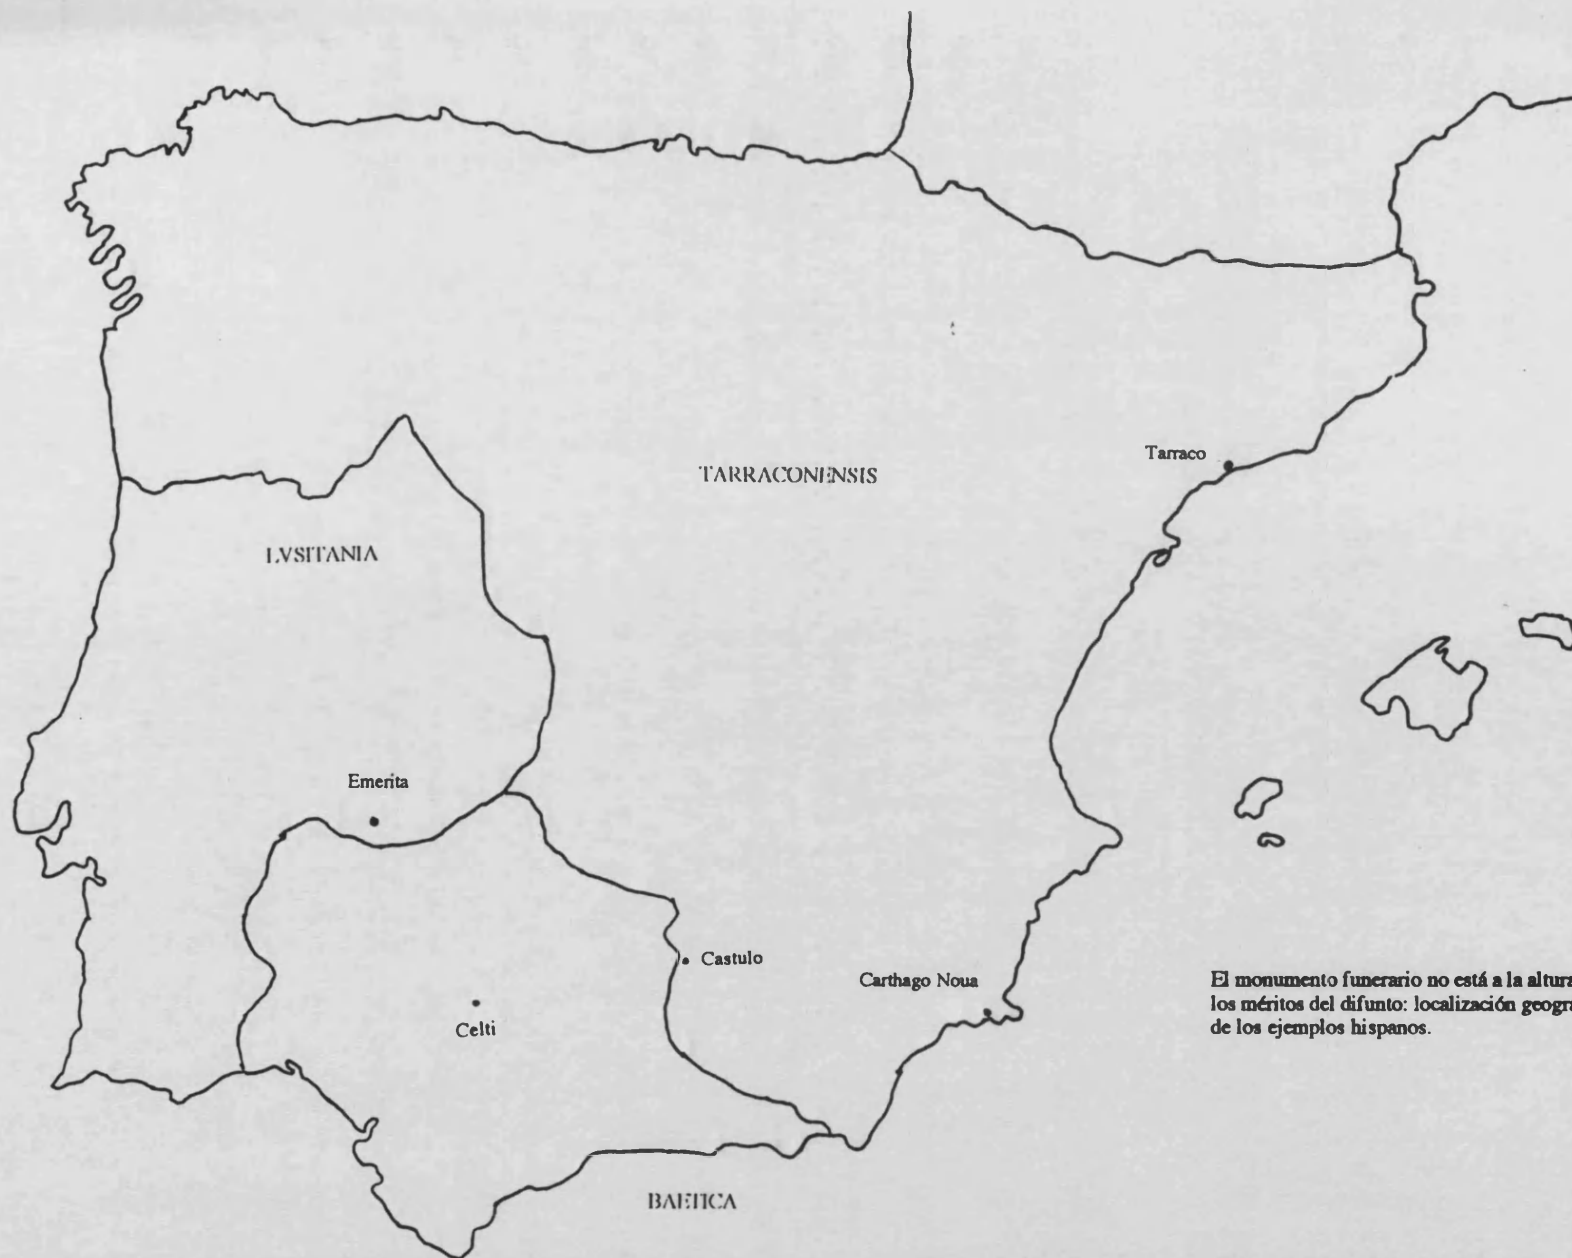 Tarraco
TARRACONENSIS
LVSITANIA
Emerita
Castulo
Carthago Noua
Celti
El monumento funerario no está a la altura
los méritos del difunto: localización geogra
de los ejemplos hispanos.
BAETICA